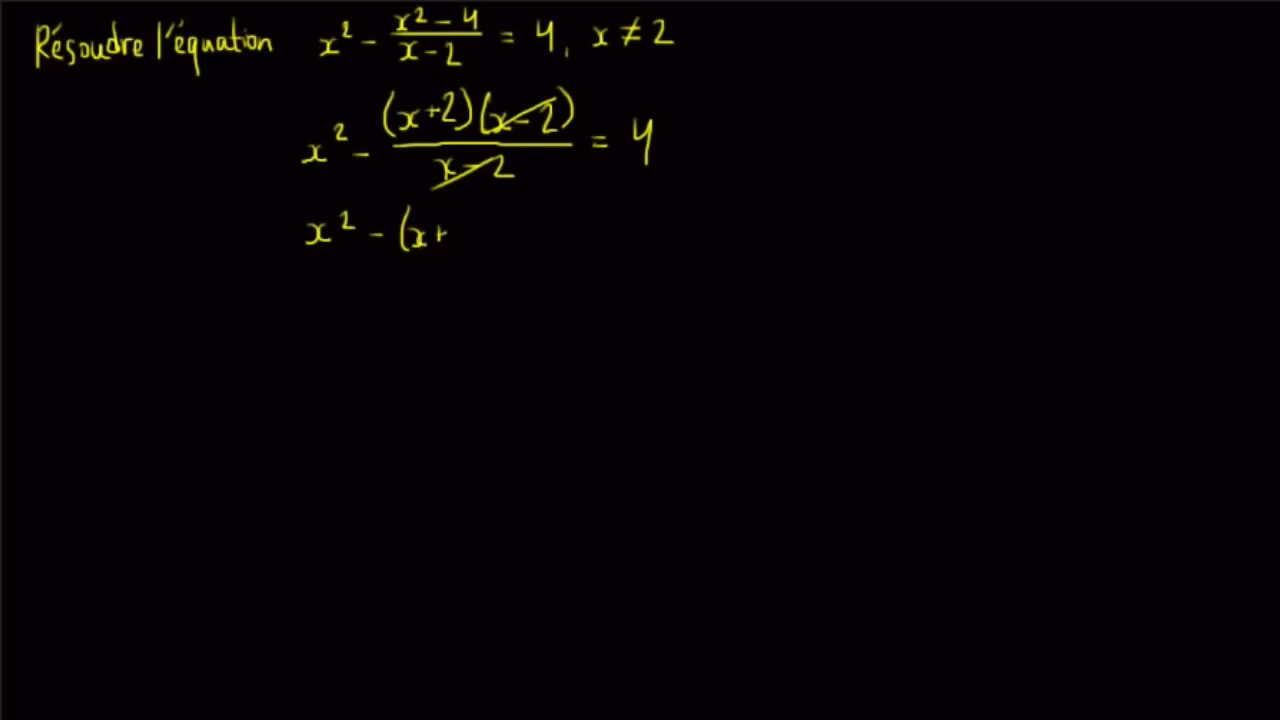 Résoudre l'équation x² - (x² - 4)/(x - 2) = 4, x ≠ 2
x² - ((x+2)(x-2))/(x-2) = 4
x² - (x+